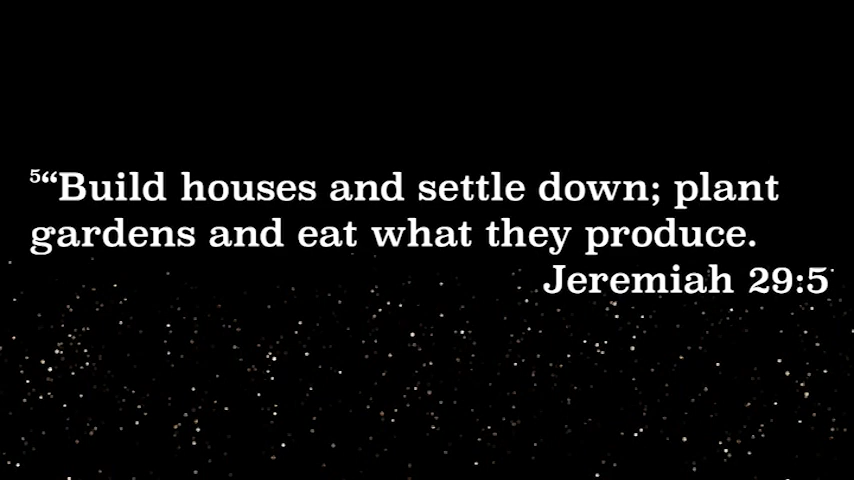 ⁵“Build houses and settle down; plant
gardens and eat what they produce.
Jeremiah 29:5